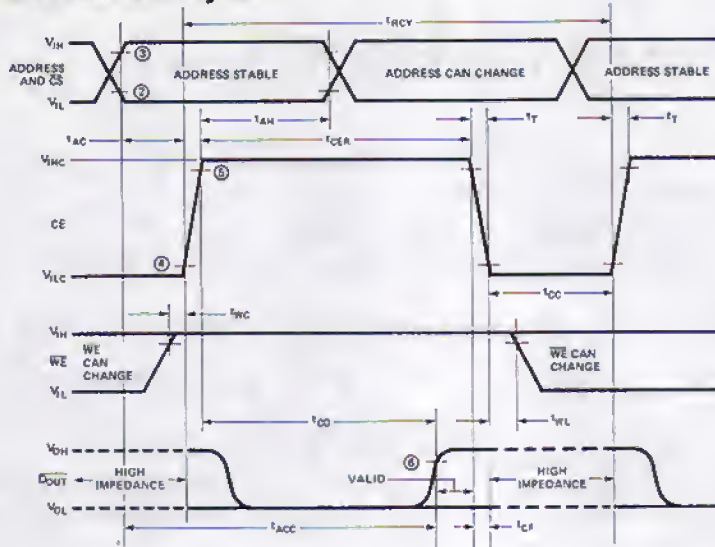 tRCY
VIH
ADDRESS AND CS
③
②
ADDRESS STABLE
ADDRESS CAN CHANGE
ADDRESS STABLE
VIL
tAC
tAH
tCER
tT
tT
VIHC
⑤
CE
④
VILC
tCC
tWC
VIH
WE
WE CAN CHANGE
WE CAN CHANGE
VIL
tCO
tWL
VOH
⑥
DOUT
HIGH IMPEDANCE
VALID
HIGH IMPEDANCE
VOL
tACC
tCF